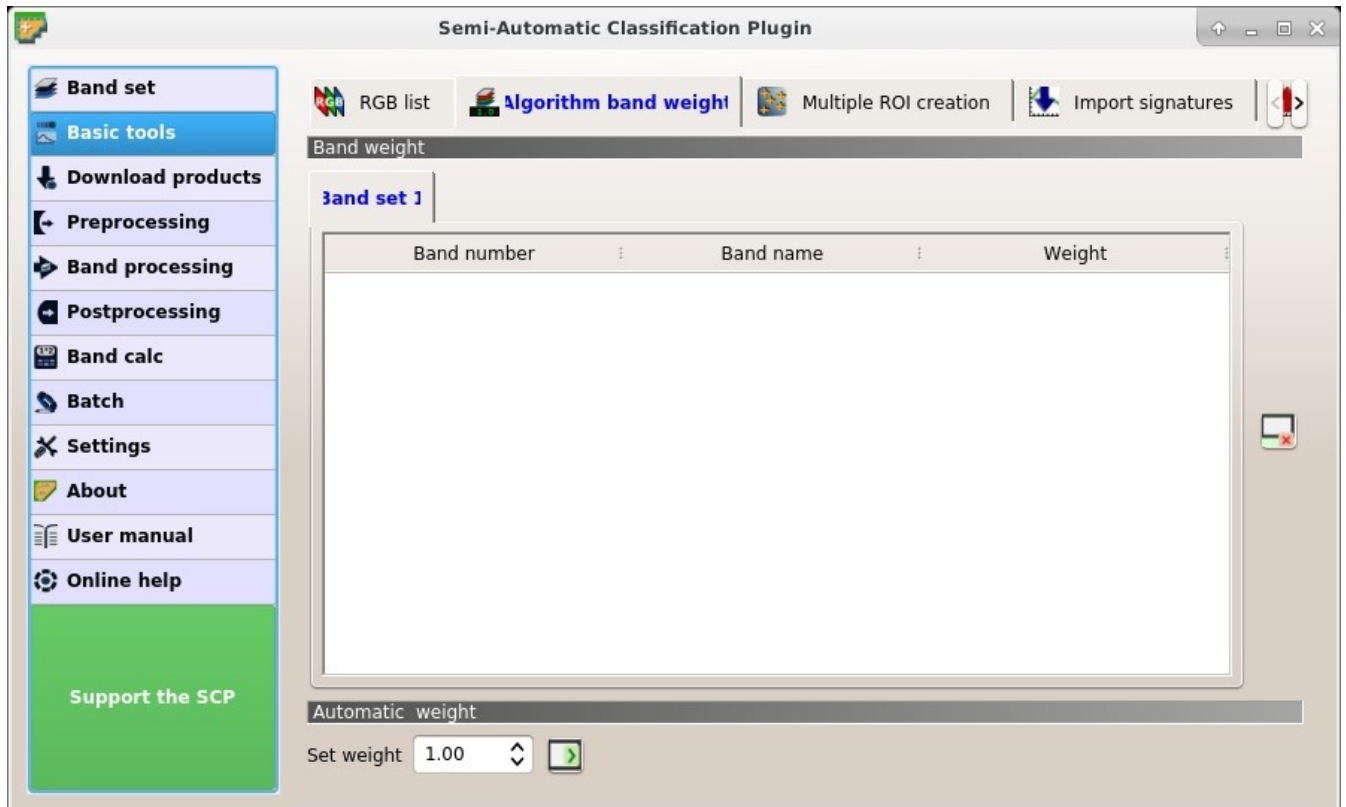 Semi-Automatic Classification Plugin
Band set
Basic tools
Download products
Preprocessing
Band processing
Postprocessing
Band calc
Batch
Settings
About
User manual
Online help
Support the SCP
RGB list
Algorithm band weight
Multiple ROI creation
Import signatures
Band weight
Band set 1
Band number Band name Weight
Automatic weight
Set weight 1.00